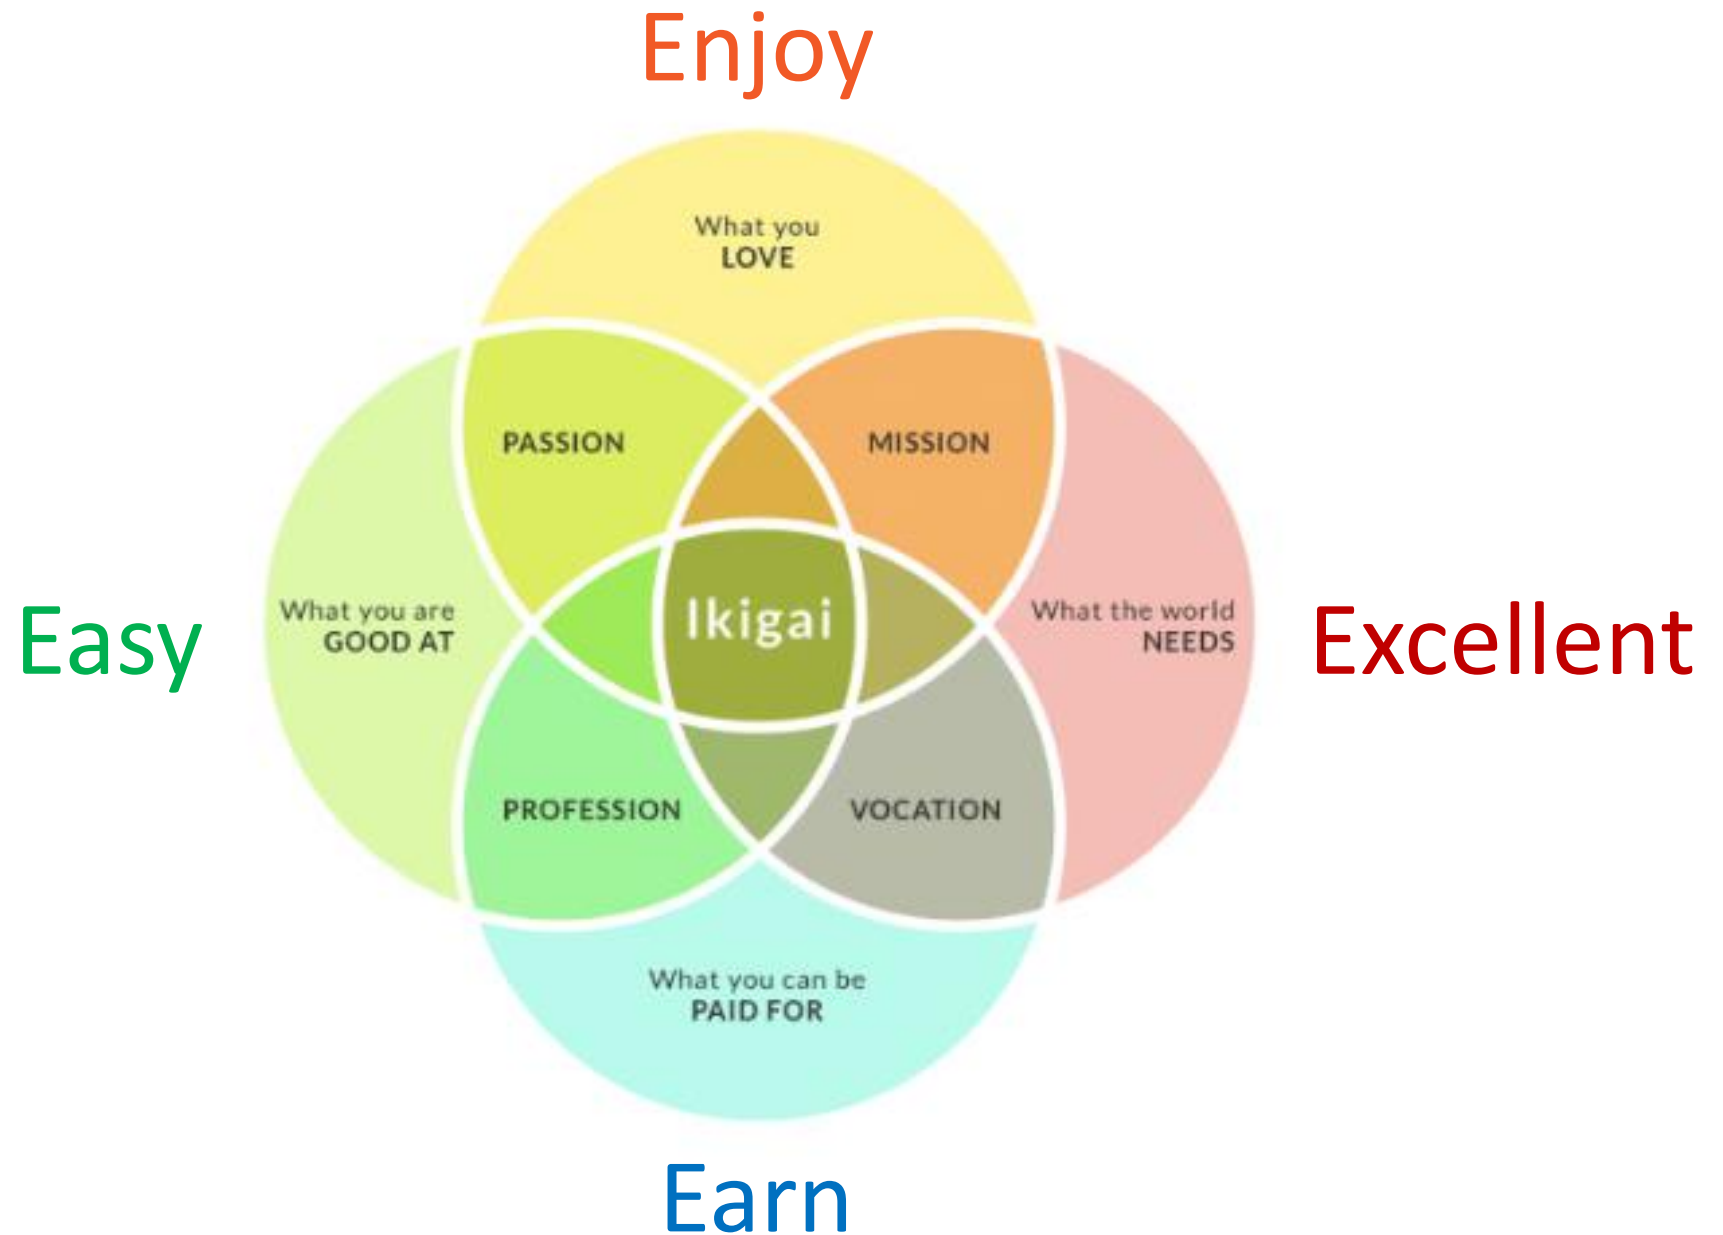 Enjoy
What you
LOVE
PASSION
MISSION
Easy
What you are
GOOD AT
Ikigai
What the world
NEEDS
Excellent
PROFESSION
VOCATION
What you can be
PAID FOR
Earn